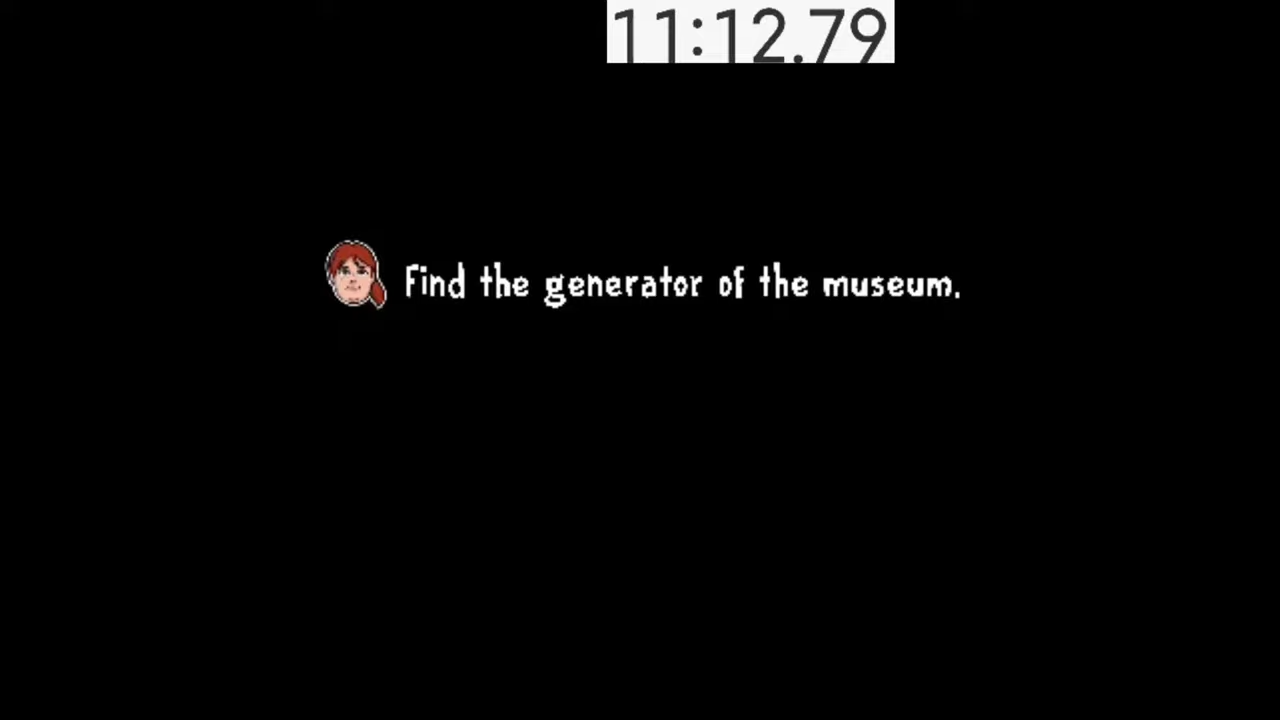 11:12.79
Find the generator of the museum.